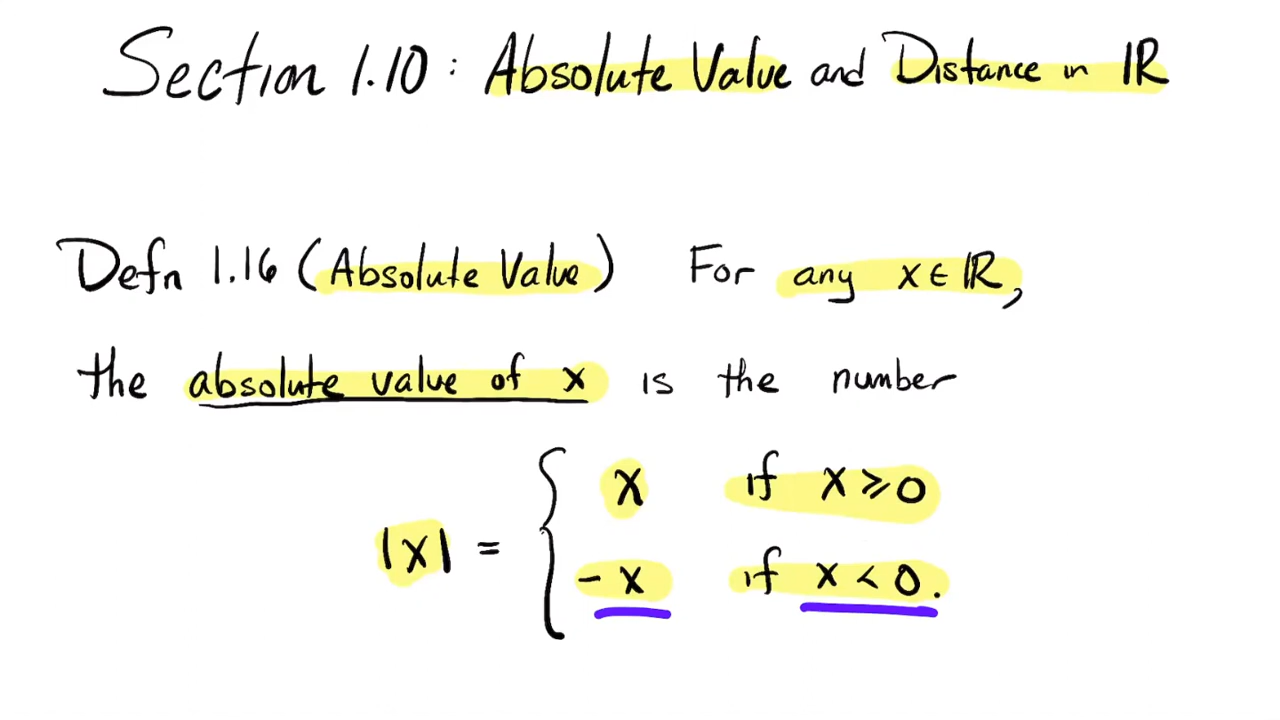 Section 1.10: Absolute Value and Distance in ℝ
Defn 1.16 (Absolute Value) For any x ∈ ℝ,
the absolute value of x is the number
x if x ≥ 0
|x| = {
-x if x < 0.